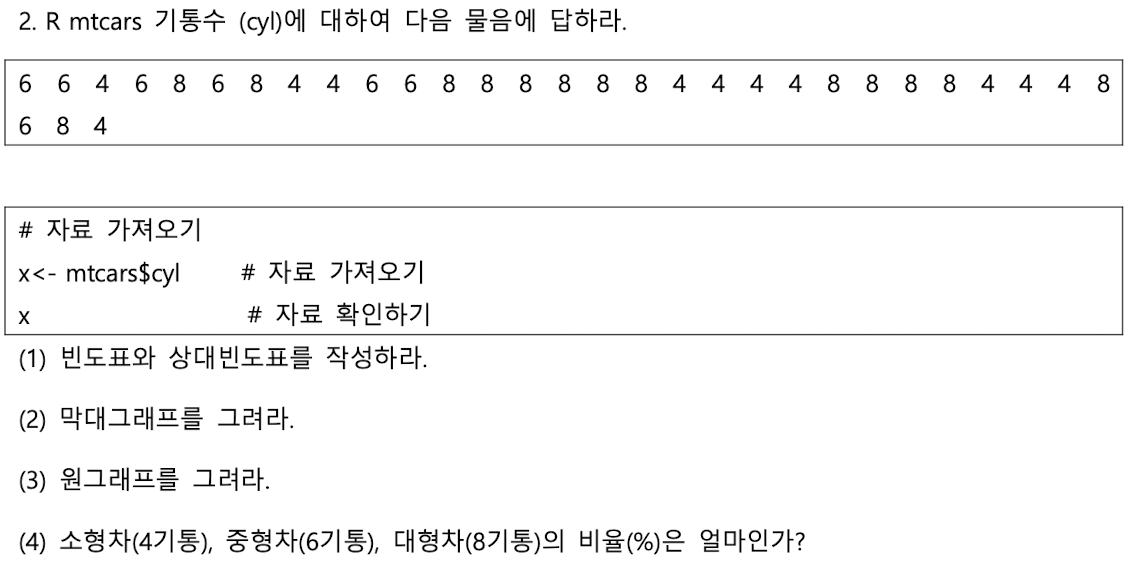 2. R mtcars 기통수 (cyl)에 대하여 다음 물음에 답하라.
6 6 4 6 8 6 8 4 4 6 6 8 8 8 8 8 8 4 4 4 4 8 8 8 8 4 4 4 8
6 8 4
# 자료 가져오기
x<- mtcars$cyl # 자료 가져오기
x # 자료 확인하기
(1) 빈도표와 상대빈도표를 작성하라.
(2) 막대그래프를 그려라.
(3) 원그래프를 그려라.
(4) 소형차(4기통), 중형차(6기통), 대형차(8기통)의 비율(%)은 얼마인가?